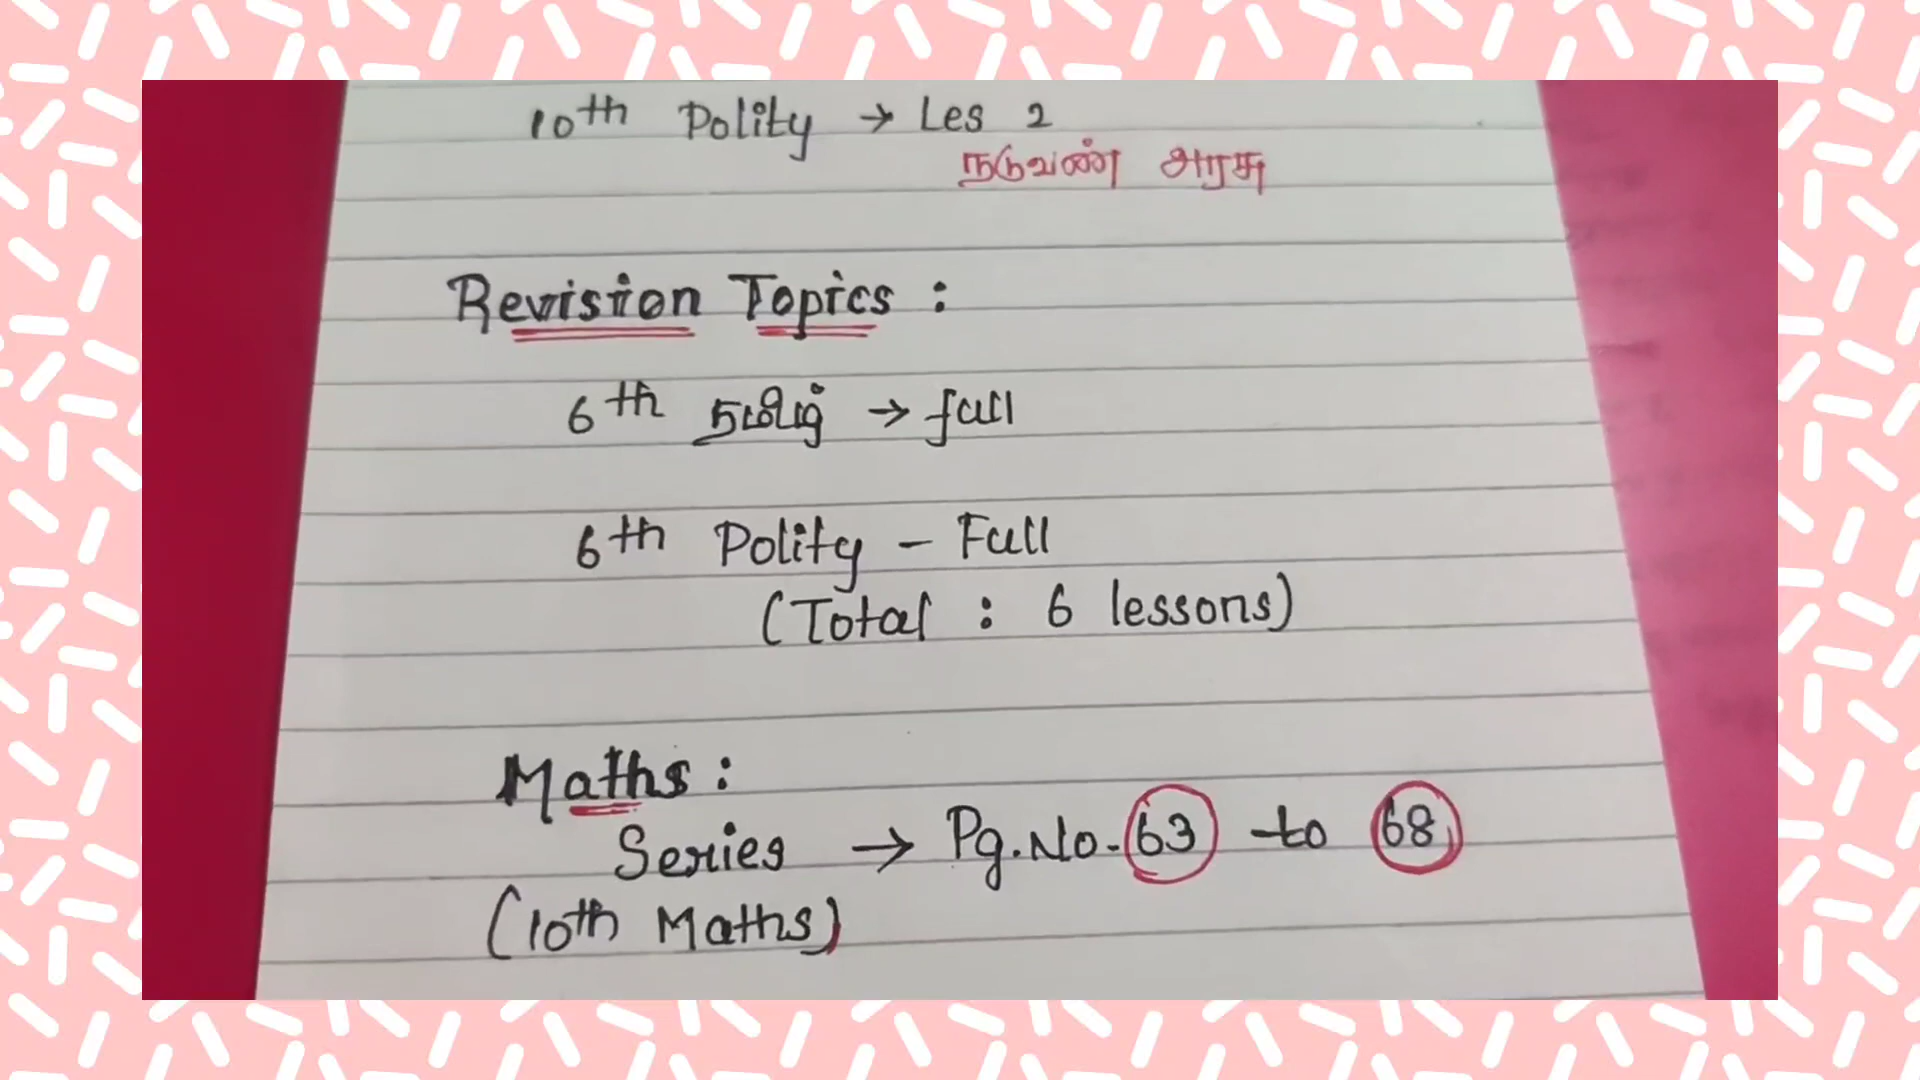 10th Polity → Les 2
நடுவண் அரசு
Revision Topics :
6th தமிழ் → full
6th Polity - Full
(Total : 6 lessons)
Maths :
Series → Pg.No. 63 to 68
(10th Maths)